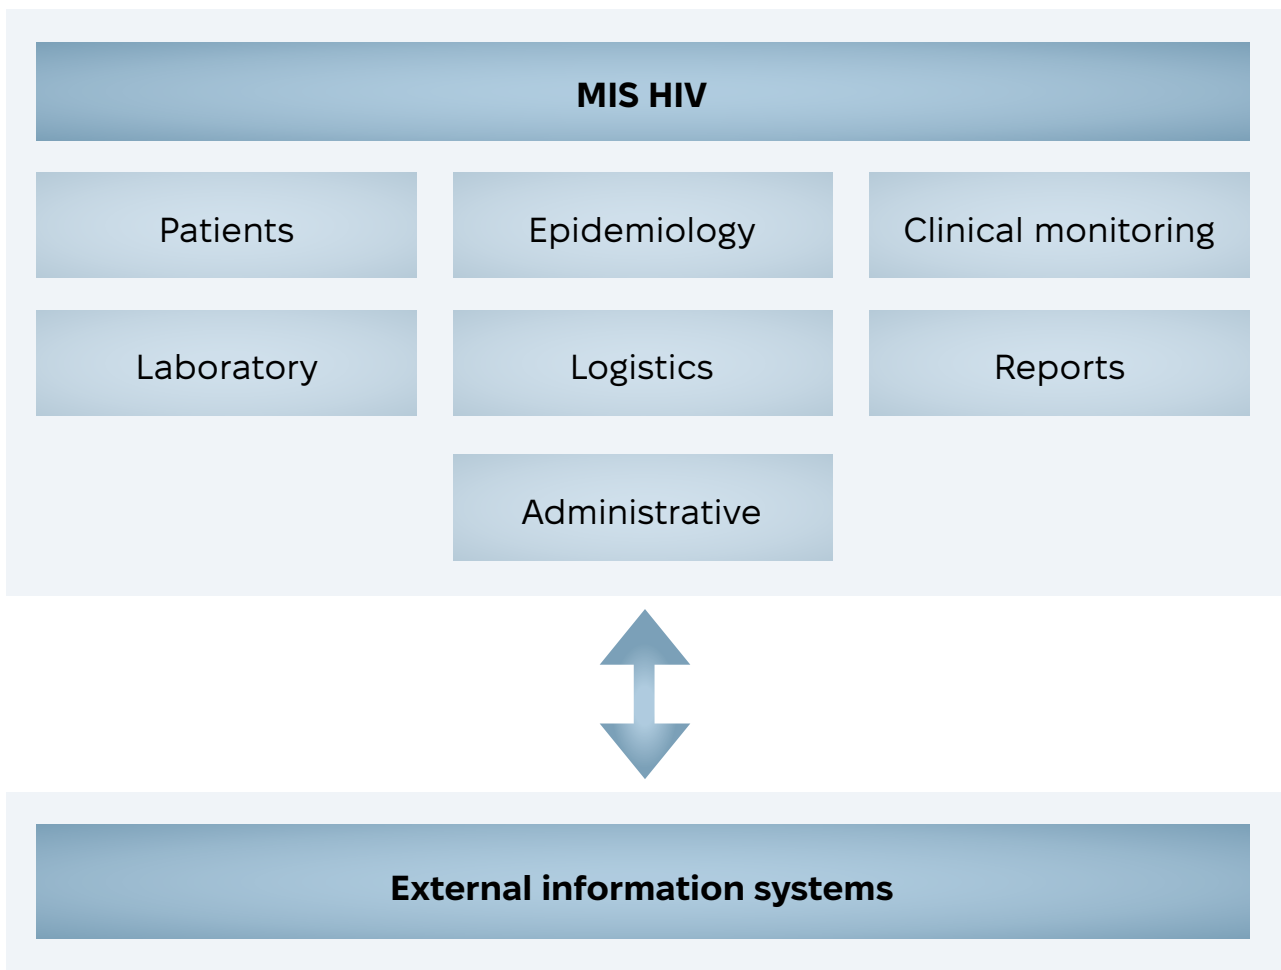 MIS HIV
Patients
Epidemiology
Clinical monitoring
Laboratory
Logistics
Reports
Administrative
External information systems